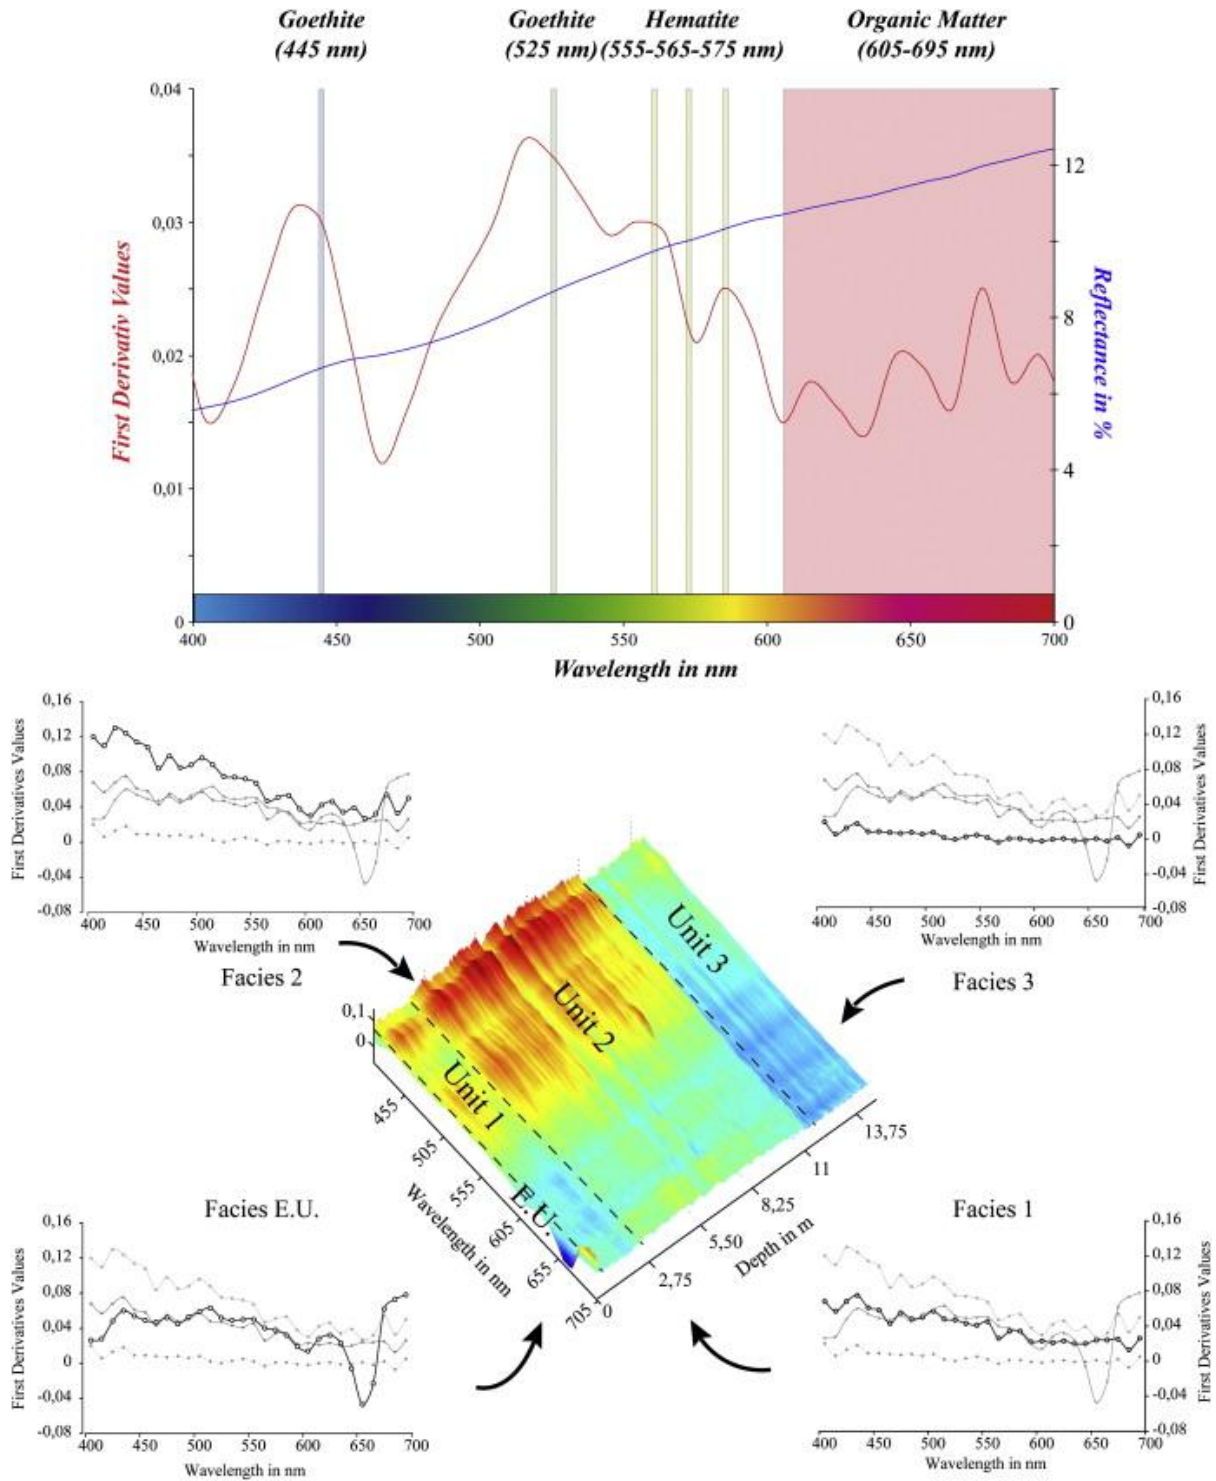 Goethite
(445 nm)
Goethite
(525 nm)
Hematite
(555-565-575 nm)
Organic Matter
(605-695 nm)
First Derivativ Values
0,04
0,03
0,02
0,01
0
Reflectance in %
12
8
4
0
400 450 500 550 600 650 700
Wavelength in nm
First Derivatives Values
0,16
0,12
0,08
0,04
0
-0,04
-0,08
400 450 500 550 600 650 700
Wavelength in nm
Facies 2
0,16
0,12
0,08
0,04
0
-0,04
-0,08
First Derivatives Values
400 450 500 550 600 650 700
Wavelength in nm
Facies 3
0,1
0
Unit 3
Unit 2
Unit 1
E.U.
455
505
555
605
655
705
Wavelength in nm
0
2,75
5,50
8,25
11
13,75
Depth in m
Facies E.U.
First Derivatives Values
0,16
0,12
0,08
0,04
0
-0,04
-0,08
400 450 500 550 600 650 700
Wavelength in nm
Facies 1
0,16
0,12
0,08
0,04
0
-0,04
-0,08
First Derivatives Values
400 450 500 550 600 650 700
Wavelength in nm